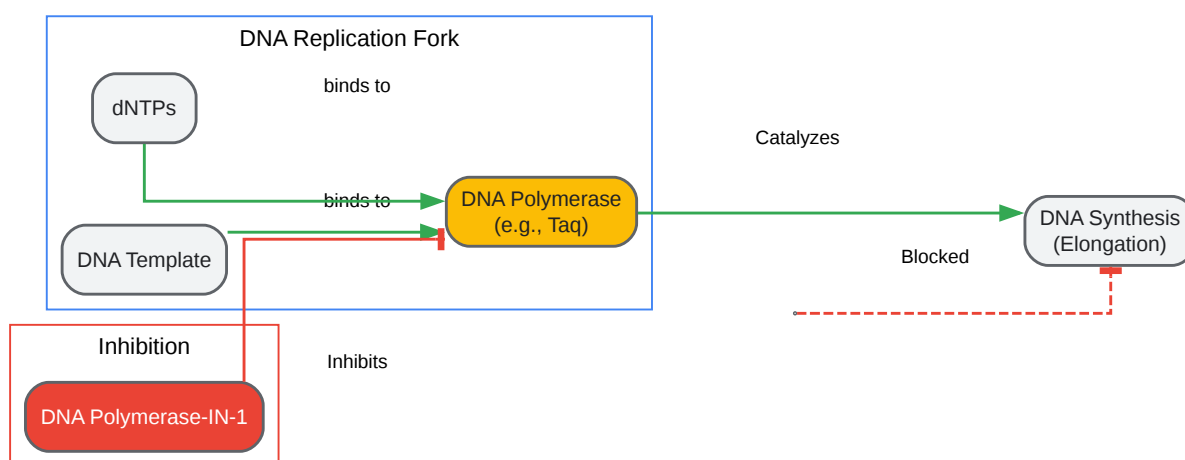 DNA Replication Fork
binds to
dNTPs
Catalyzes
binds to
DNA Polymerase
(e.g., Taq)
DNA Synthesis
(Elongation)
DNA Template
Blocked
Inhibition
Inhibits
DNA Polymerase-IN-1